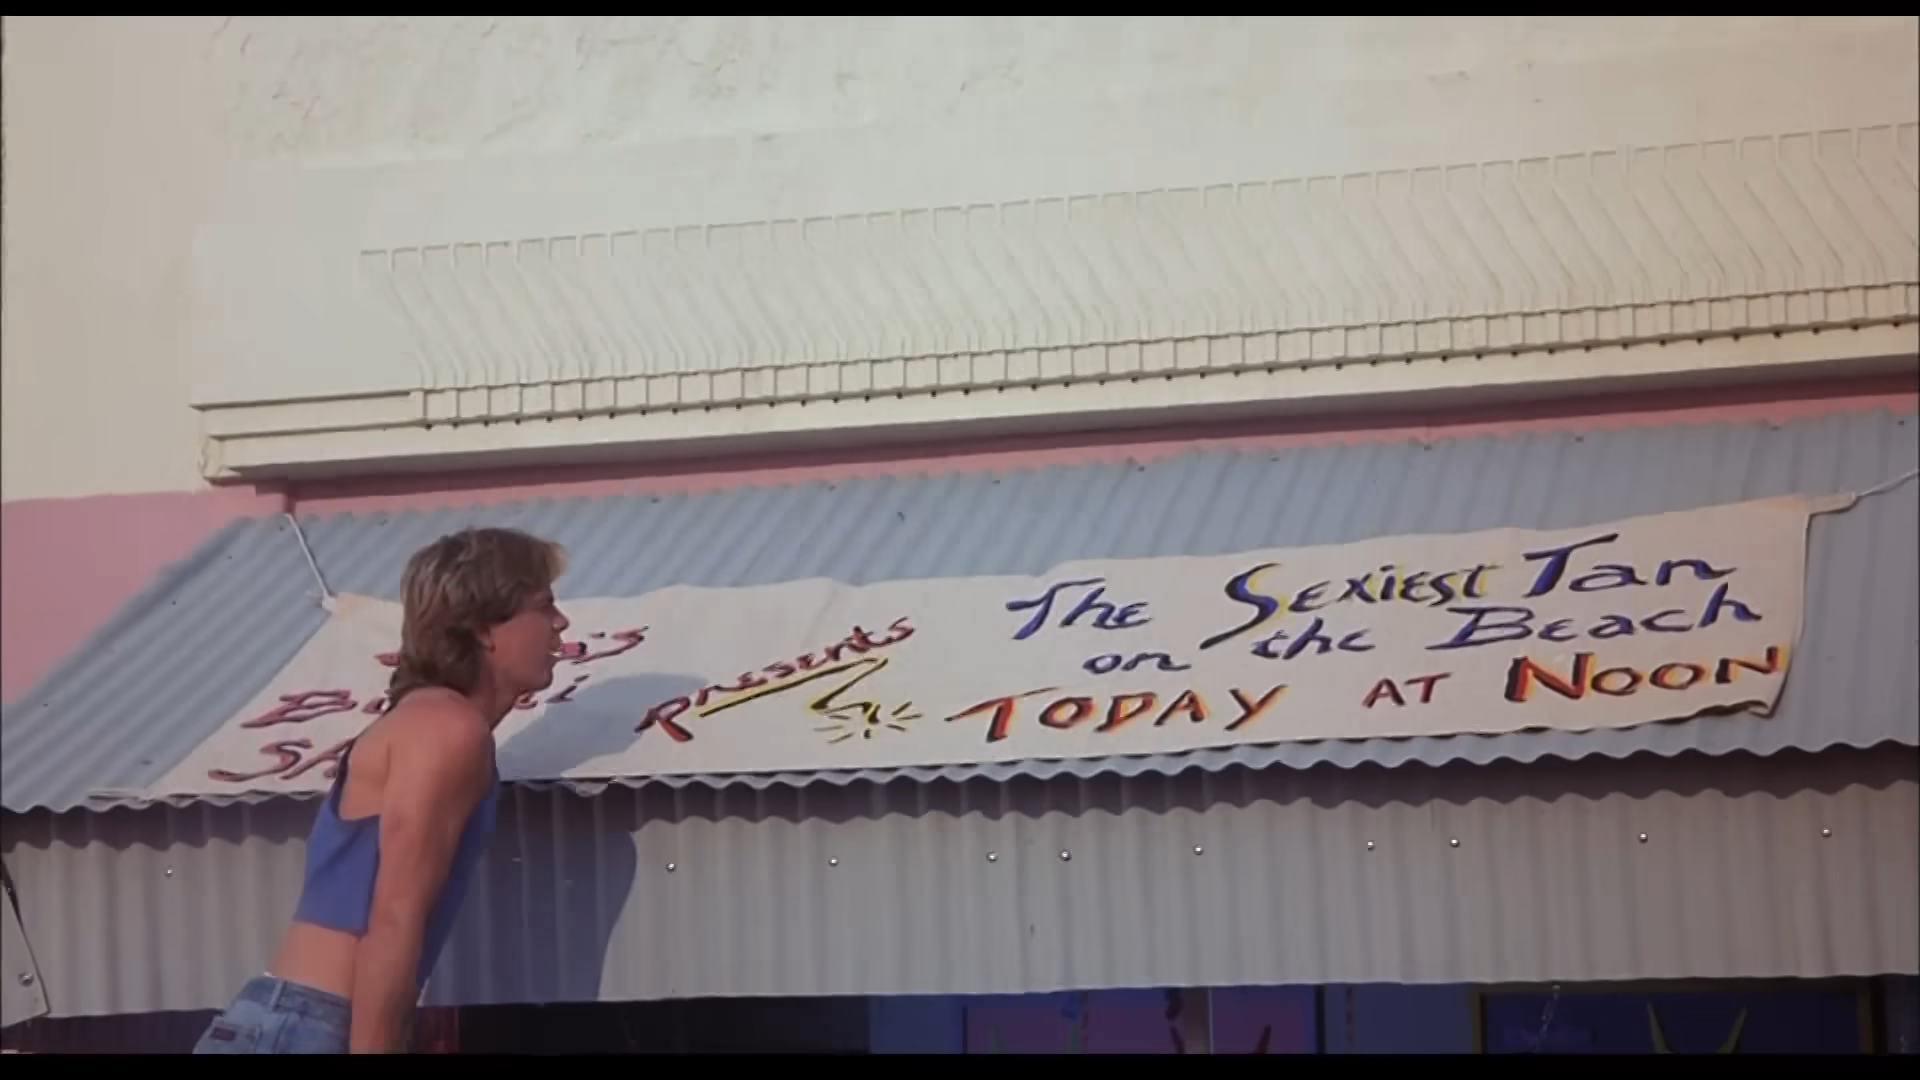 Presents
The Sexiest Tan
on the Beach
TODAY AT NOON